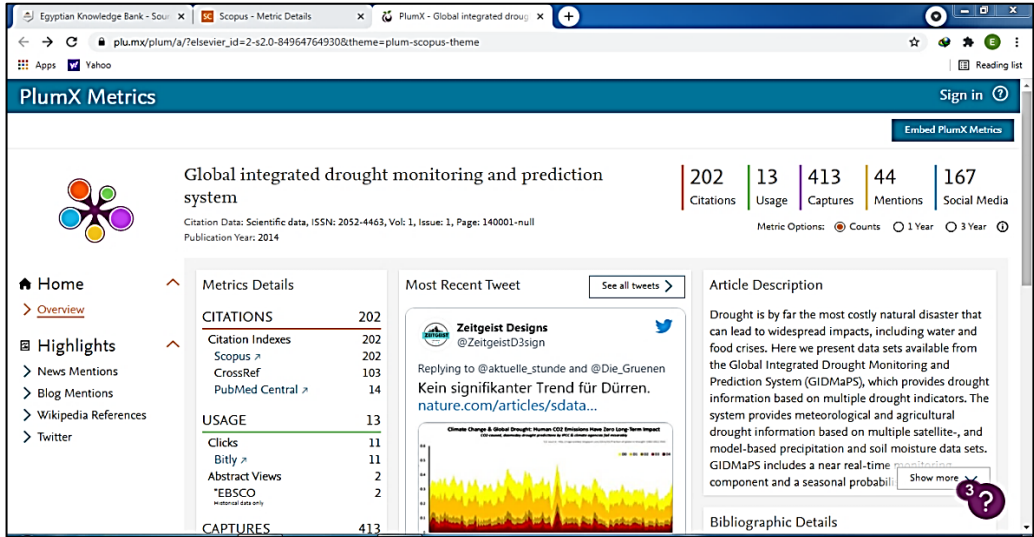 Egyptian Knowledge Bank - Sour
Scopus - Metric Details
PlumX - Global integrated droug
plu.mx/plum/a/?elsevier_id=2-s2.0-84964764930&theme=plum-scopus-theme
E
Apps
Yahoo
Reading list
PlumX Metrics
Sign in
Embed PlumX Metrics
Global integrated drought monitoring and prediction
system
Citation Data: Scientific data, ISSN: 2052-4463, Vol: 1, Issue: 1, Page: 140001-null
Publication Year: 2014
202
Citations
13
Usage
413
Captures
44
Mentions
167
Social Media
Metric Options: Counts 1 Year 3 Year
Home
Overview
Highlights
News Mentions
Blog Mentions
Wikipedia References
Twitter
Metrics Details
CITATIONS 202
Citation Indexes 202
Scopus 202
CrossRef 103
PubMed Central 14
USAGE 13
Clicks 11
Bitly 11
Abstract Views 2
*EBSCO 2
Historical data only
CAPTURES 413
Most Recent Tweet
See all tweets
Zeitgeist Designs
@ZeitgeistD3sign
Replying to @aktuelle_stunde and @Die_Gruenen
Kein signifikanter Trend für Dürren.
nature.com/articles/sdata...
Climate Change & Global Drought: Human CO2 Emissions Have Zero Long-Term Impact
Article Description
Drought is by far the most costly natural disaster that
can lead to widespread impacts, including water and
food crises. Here we present data sets available from
the Global Integrated Drought Monitoring and
Prediction System (GIDMaPS), which provides drought
information based on multiple drought indicators. The
system provides meteorological and agricultural
drought information based on multiple satellite-, and
model-based precipitation and soil moisture data sets.
GIDMaPS includes a near real-time monitoring
component and a seasonal probabili
Show more
3
?
Bibliographic Details